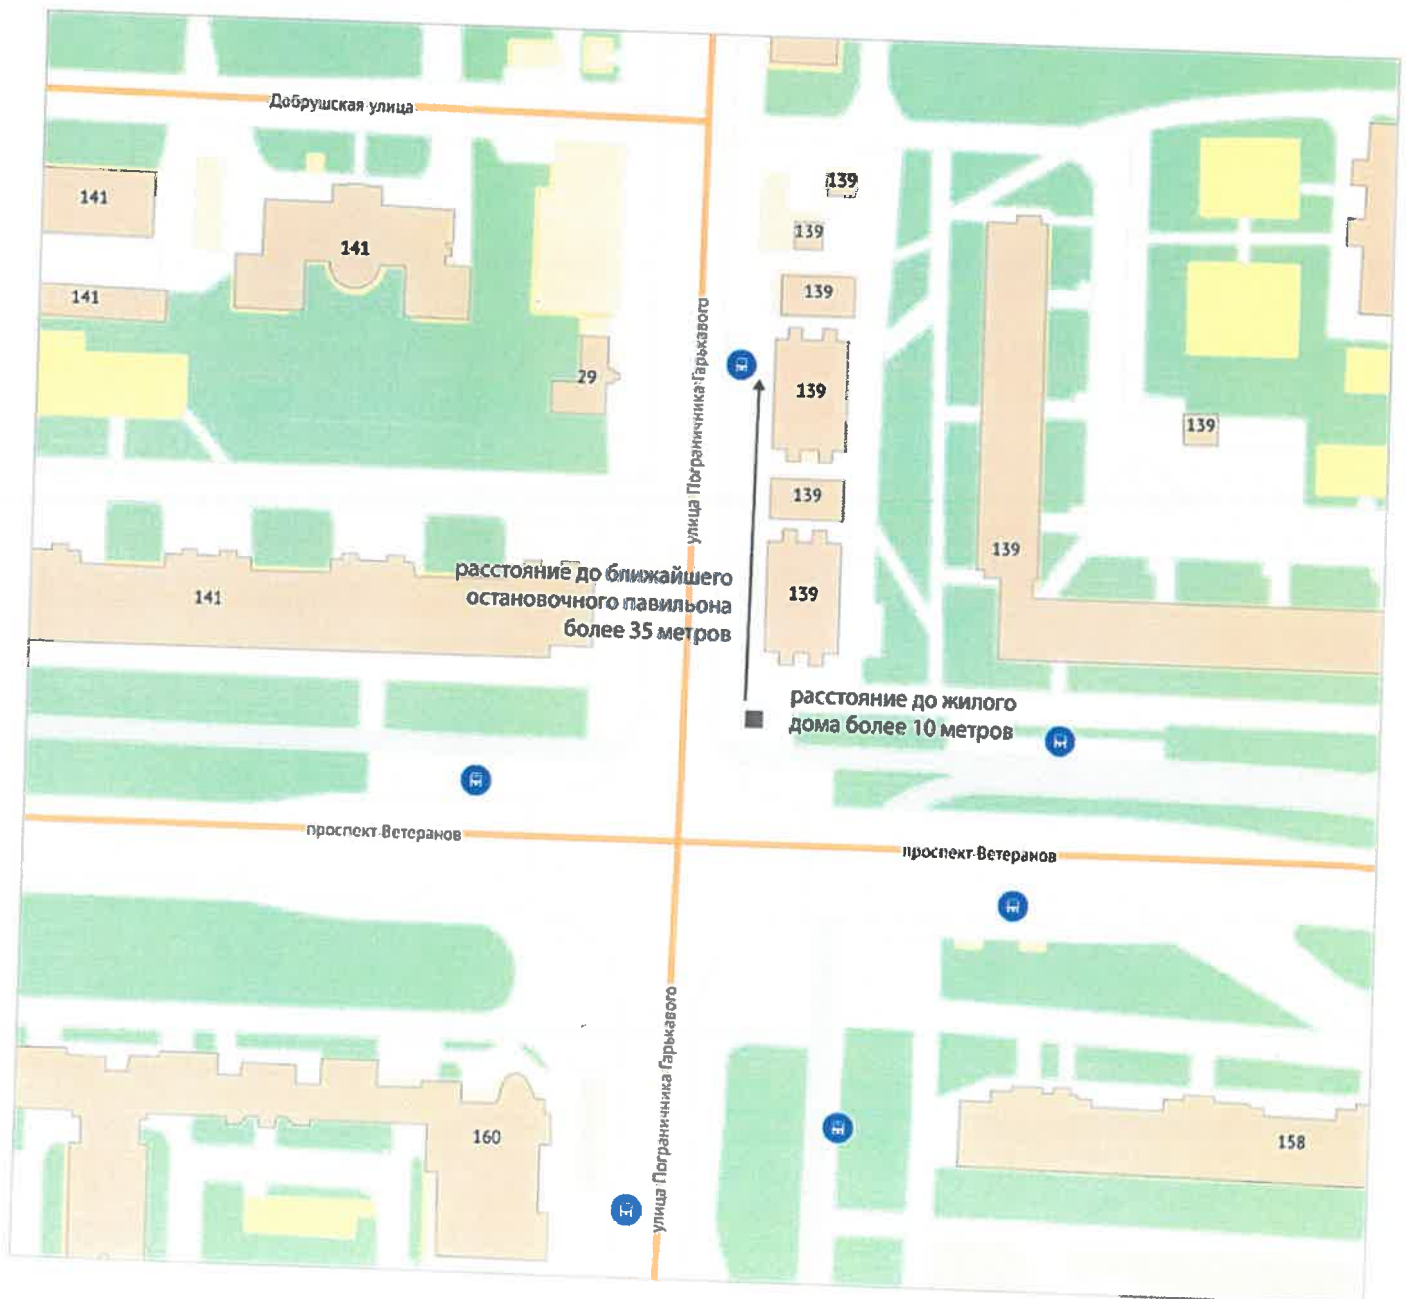 Добрушская улица
141
139
141
139
141
139
улица Пограничника Гарькавого
29
139
139
139
139
141
расстояние до ближайшего
остановочного павильона
более 35 метров
139
расстояние до жилого
дома более 10 метров
проспект Ветеранов
проспект Ветеранов
улица Пограничника Гарькавого
160
158